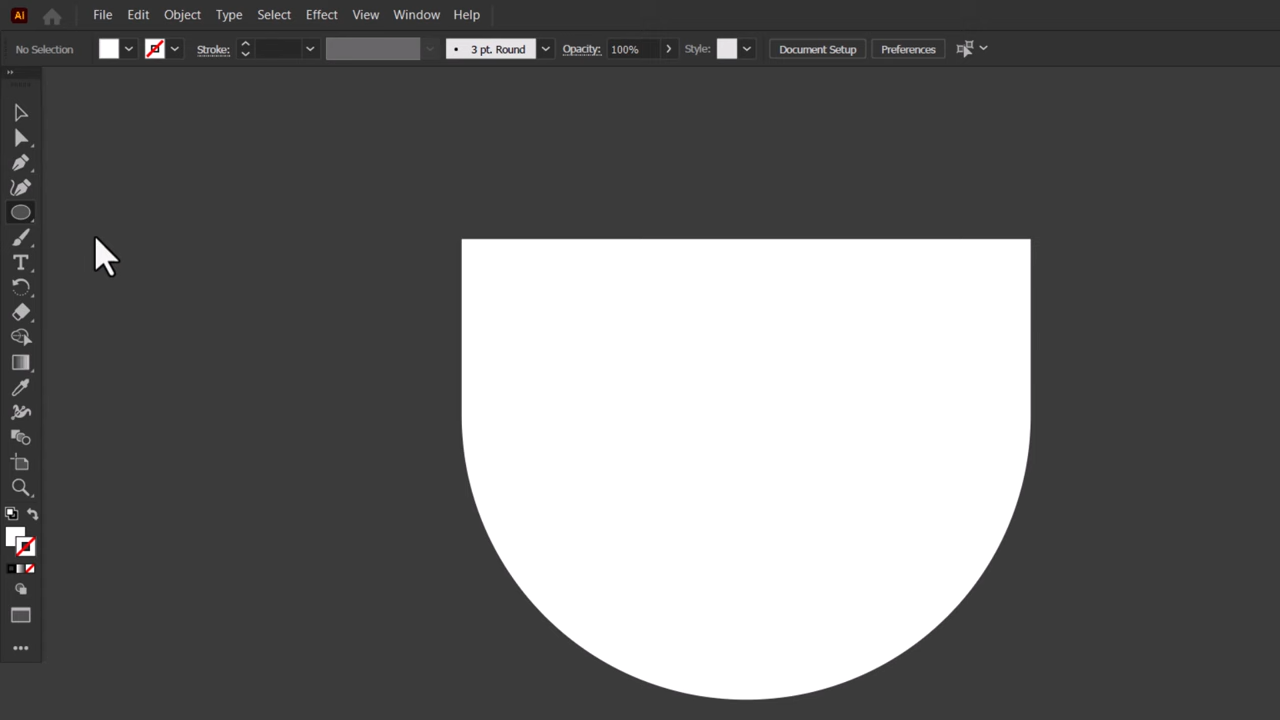 Ai File Edit Object Type Select Effect View Window Help
No Selection Stroke: 3 pt. Round Opacity: 100% Style: Document Setup Preferences